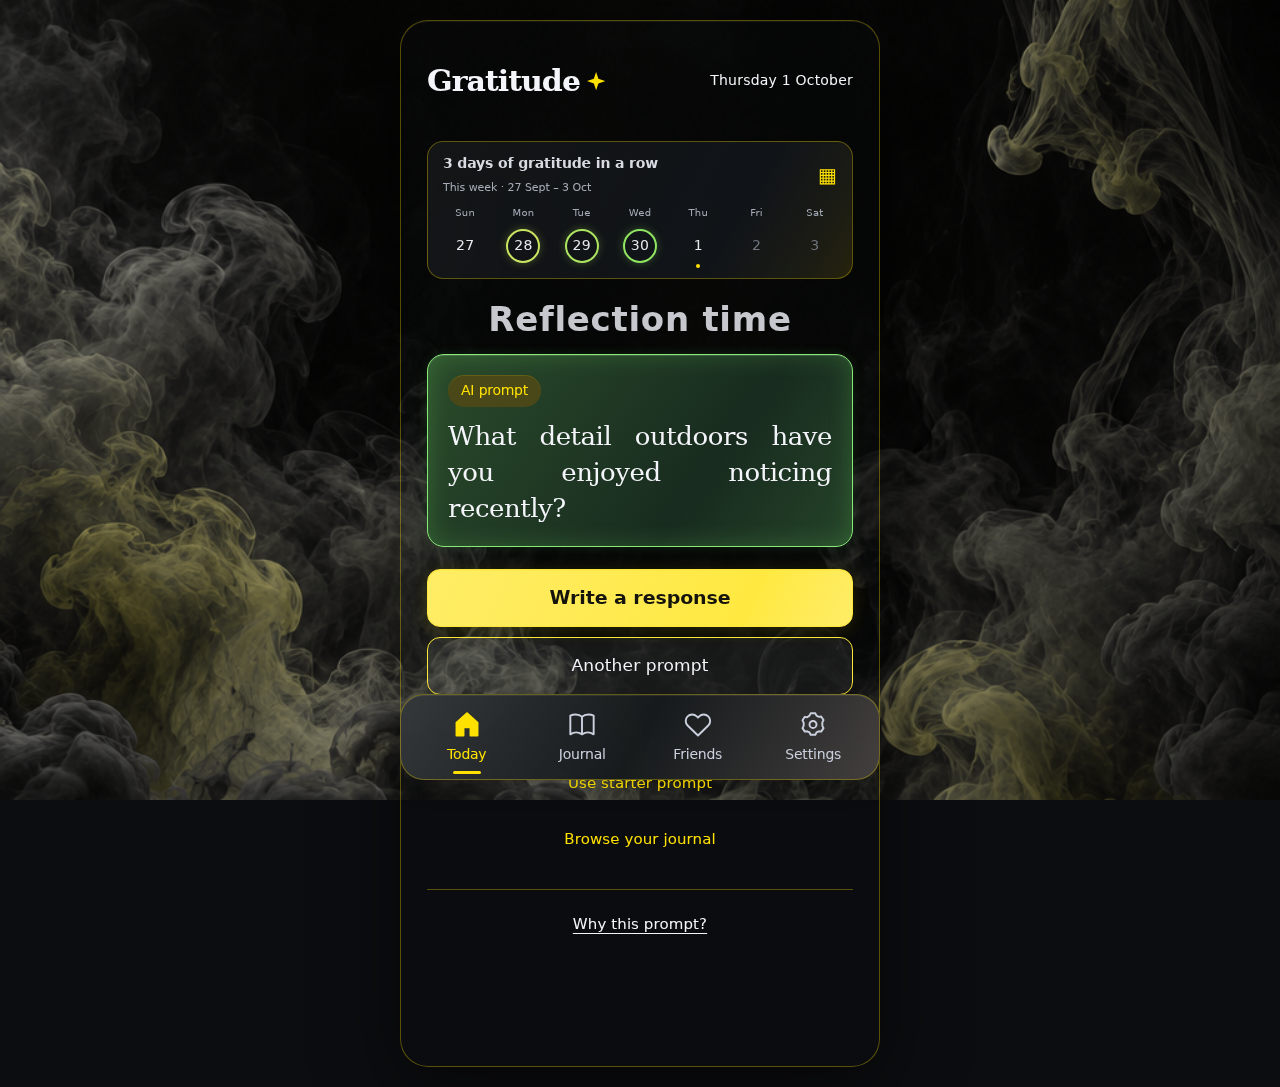 Gratitude
Thursday 1 October
3 days of gratitude in a row
This week · 27 Sept – 3 Oct
Sun Mon Tue Wed Thu Fri Sat
27 28 29 30 1 2 3
Reflection time
AI prompt
What detail outdoors have
you enjoyed noticing
recently?
Write a response
Another prompt
Today Journal Friends Settings
Use starter prompt
Browse your journal
Why this prompt?